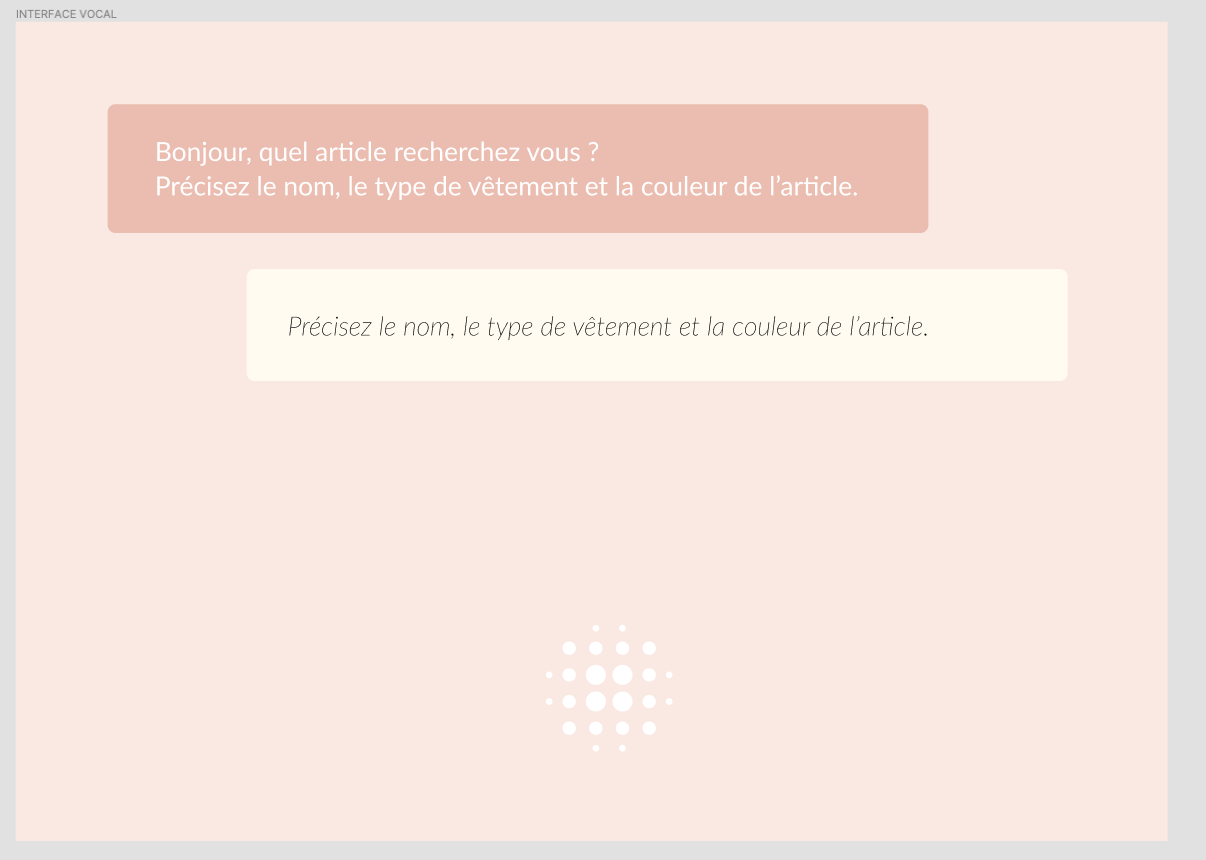 INTERFACE VOCAL
Bonjour, quel article recherchez vous ?
Précisez le nom, le type de vêtement et la couleur de l’article.
Précisez le nom, le type de vêtement et la couleur de l’article.